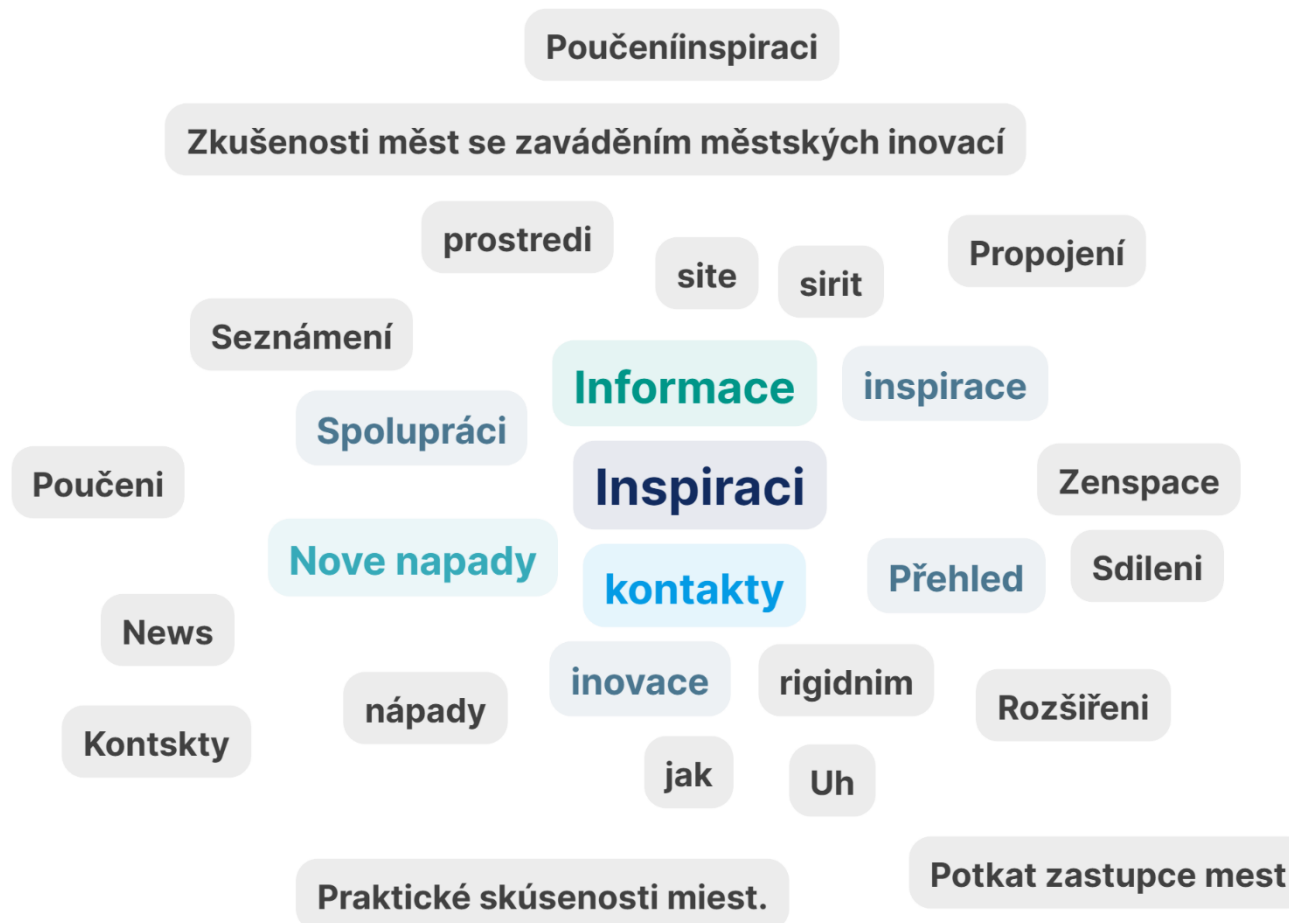 Poučeníinspiraci
Zkušenosti měst se zaváděním městských inovací
prostredi
Propojení
site
sirit
Seznámení
Informace
inspirace
Spolupráci
Poučeni
Inspiraci
Zenspace
Nove napady
kontakty
Přehled
Sdileni
News
inovace
rigidnim
nápady
Rozšiřeni
Kontskty
jak
Uh
Potkat zastupce mest
Praktické skúsenosti miest.